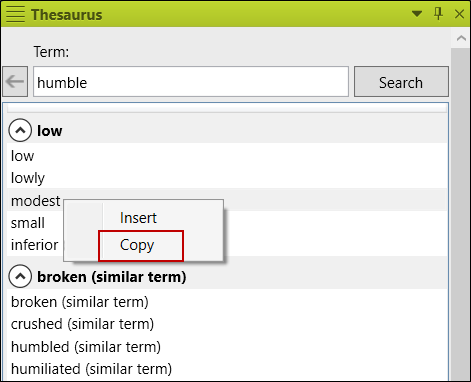 Thesaurus
Term:
humble
Search
low
low
lowly
modest
small
inferior
Insert
Copy
broken (similar term)
broken (similar term)
crushed (similar term)
humbled (similar term)
humiliated (similar term)